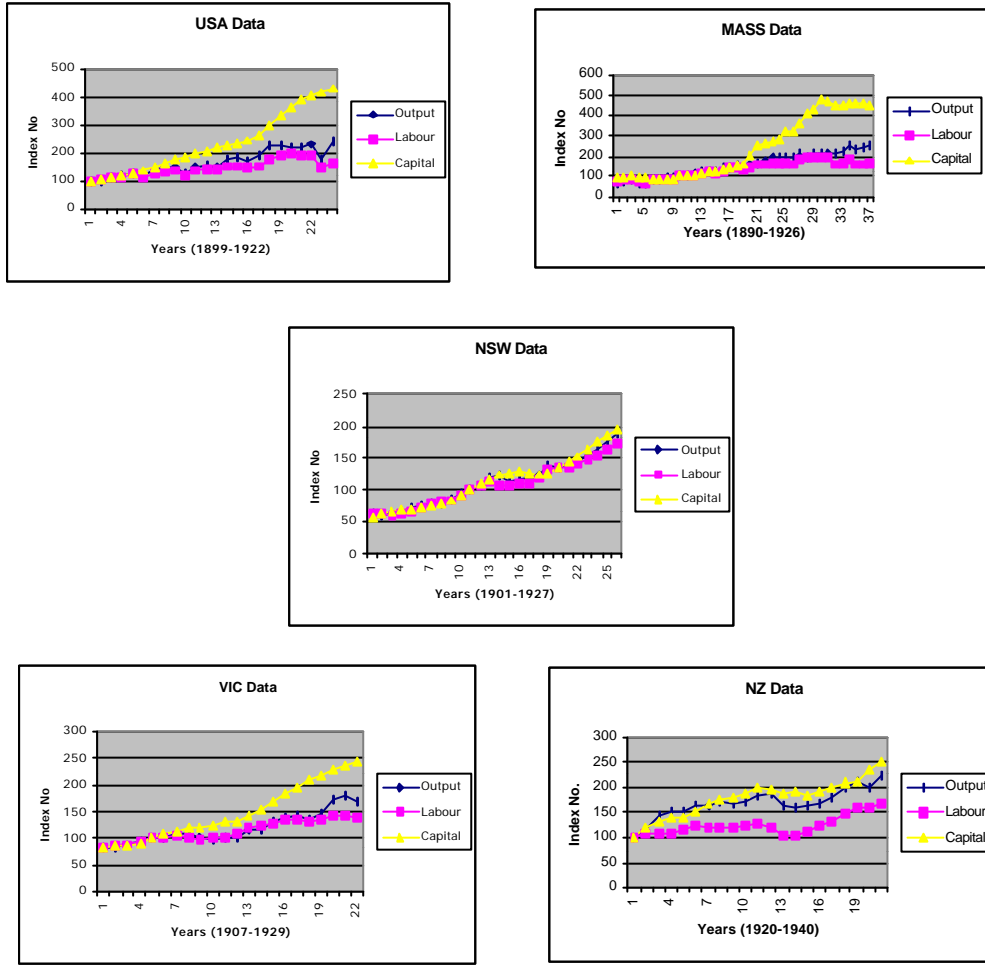 USA Data
500
400
300
200
100
0
Index No
1
4
7
10
13
16
19
22
Years (1899-1922)
Output
Labour
Capital
MASS Data
600
500
400
300
200
100
0
Index No
1
5
9
13
17
21
25
29
33
37
Years (1890-1926)
Output
Labour
Capital
NSW Data
250
200
150
100
50
0
Index No
1
4
7
10
13
16
19
22
25
Years (1901-1927)
Output
Labour
Capital
VIC Data
300
250
200
150
100
50
0
Index No
1
4
7
10
13
16
19
22
Years (1907-1929)
Output
Labour
Capital
NZ Data
300
250
200
150
100
50
0
Index No.
1
4
7
10
13
16
19
Years (1920-1940)
Output
Labour
Capital